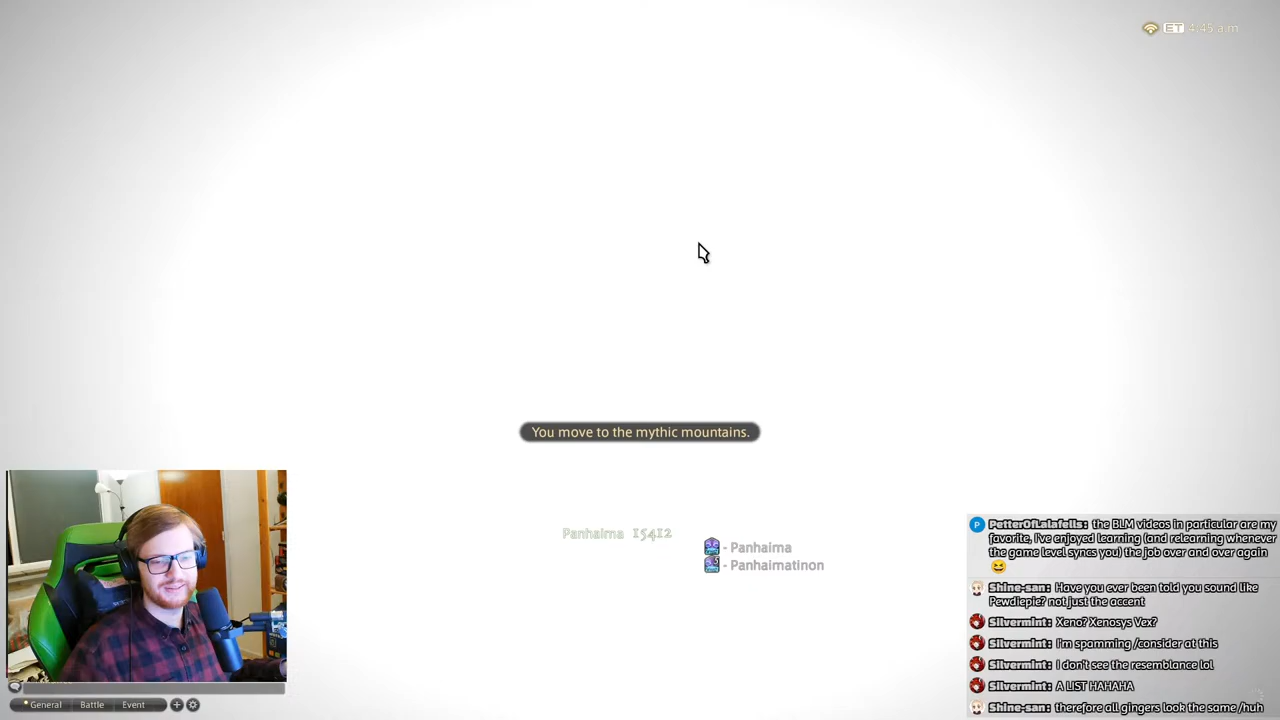 ET 4:45 a.m
You move to the mythic mountains.
Panhaima 15412
- Panhaima
- Panhaimatinon
PetterOfLalafells: the BLM videos in particular are my
favorite, I've enjoyed learning (and relearning whenever
the game level syncs you) the job over and over again
😆
Shine-san: Have you ever been told you sound like
Pewdiepie? not just the accent
Silvermint: Xeno? Xenosys Vex?
Silvermint: I'm spamming /consider at this
Silvermint: I don't see the resemblance lol
Silvermint: A LIST HAHAHA
Shine-san: therefore all gingers look the same /huh
General Battle Event